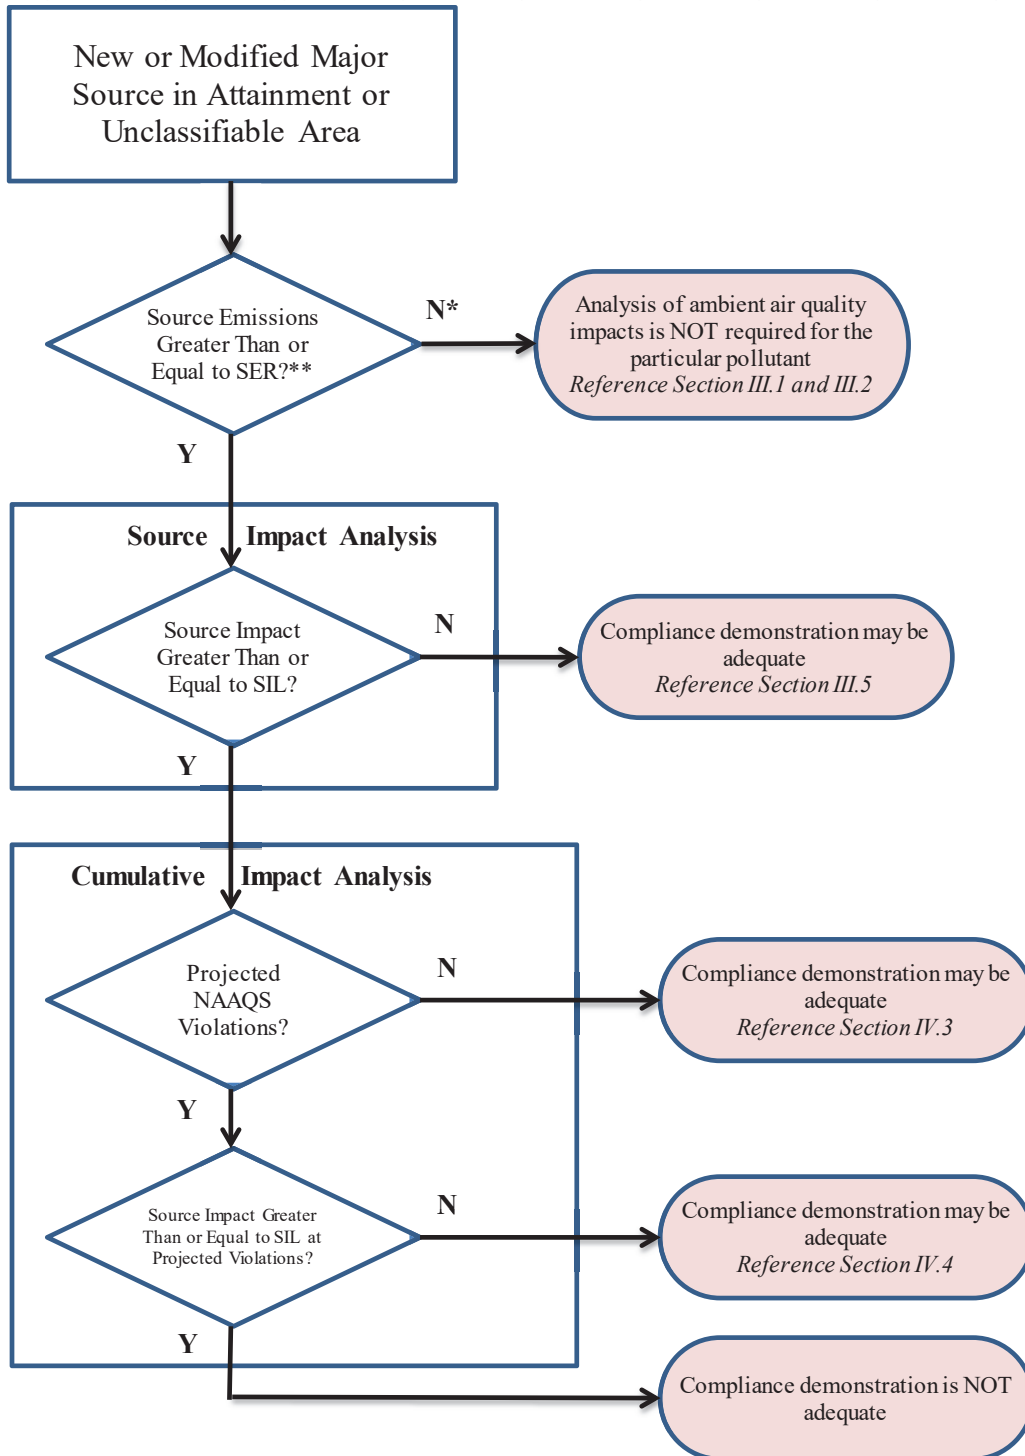 New or Modified Major
Source in Attainment or
Unclassifiable Area
Source Emissions
Greater Than or
Equal to SER?**
N*
Analysis of ambient air quality
impacts is NOT required for the
particular pollutant
Reference Section III.1 and III.2
Y
Source Impact Analysis
Source Impact
Greater Than or
Equal to SIL?
N
Compliance demonstration may be
adequate
Reference Section III.5
Y
Cumulative Impact Analysis
Projected
NAAQS
Violations?
N
Compliance demonstration may be
adequate
Reference Section IV.3
Y
Source Impact Greater
Than or Equal to SIL at
Projected Violations?
N
Compliance demonstration may be
adequate
Reference Section IV.4
Y
Compliance demonstration is NOT
adequate